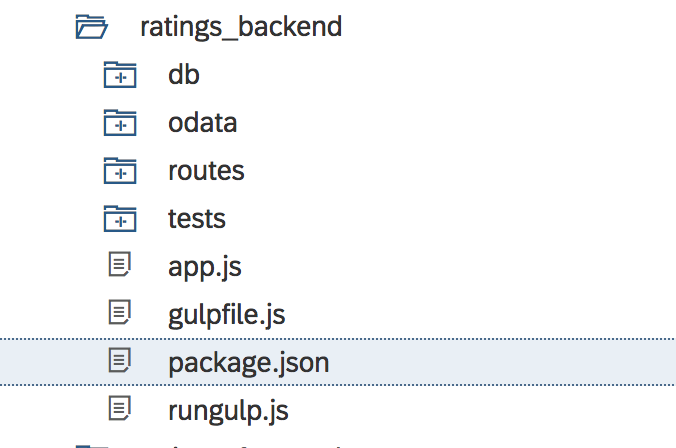 ratings_backend
db
odata
routes
tests
app.js
gulpfile.js
package.json
rungulp.js